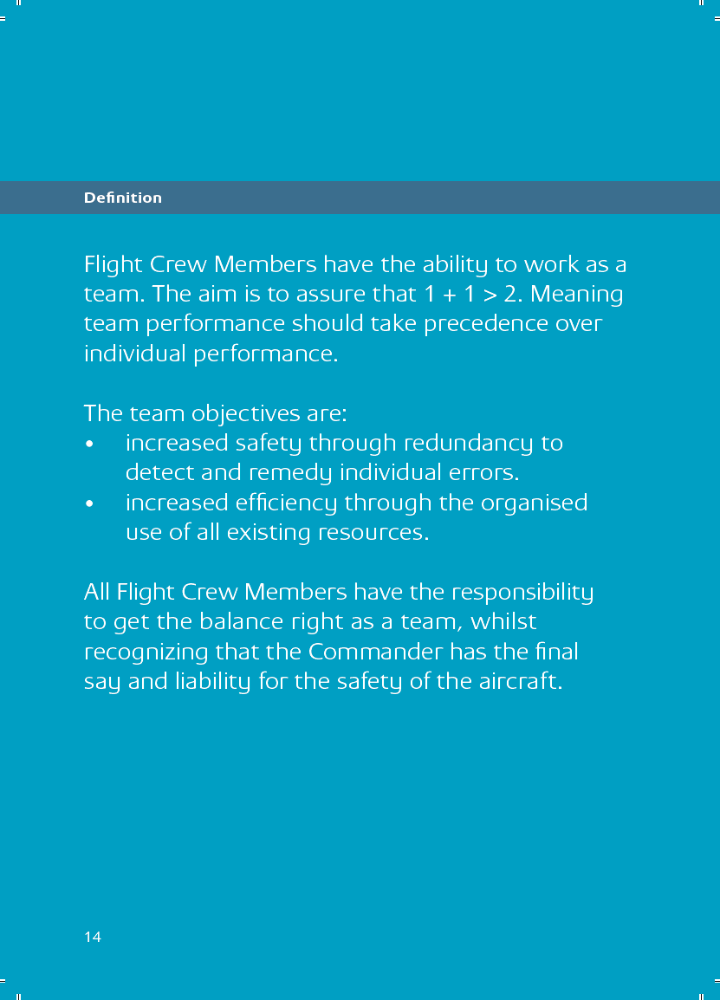 Definition
Flight Crew Members have the ability to work as a
team. The aim is to assure that 1 + 1 > 2. Meaning
team performance should take precedence over
individual performance.
The team objectives are:
• increased safety through redundancy to
detect and remedy individual errors.
• increased efficiency through the organised
use of all existing resources.
All Flight Crew Members have the responsibility
to get the balance right as a team, whilst
recognizing that the Commander has the final
say and liability for the safety of the aircraft.
14